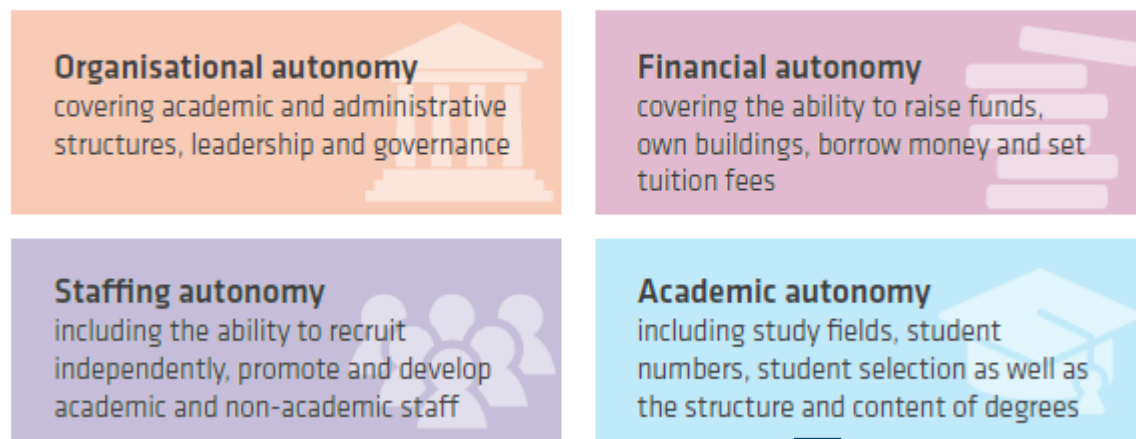 Organisational autonomy
covering academic and administrative
structures, leadership and governance
Financial autonomy
covering the ability to raise funds,
own buildings, borrow money and set
tuition fees
Staffing autonomy
including the ability to recruit
independently, promote and develop
academic and non-academic staff
Academic autonomy
including study fields, student
numbers, student selection as well as
the structure and content of degrees